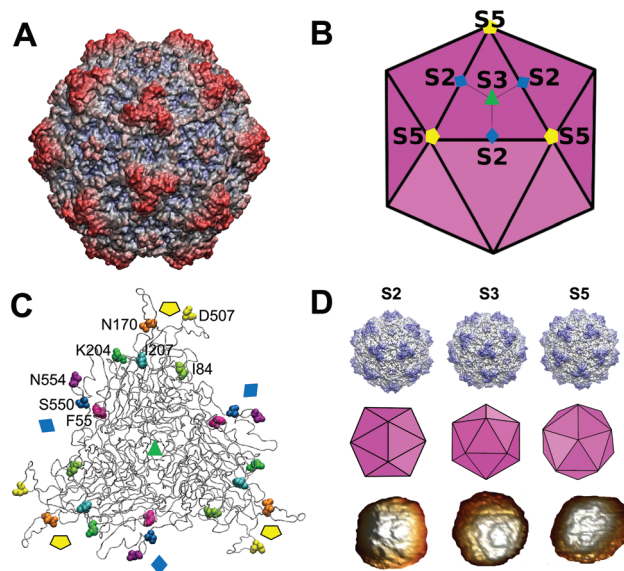 A
B
S5
S2 S3 S2
S5 S5
S2
C
D507
N170
K204 I207
I84
N554
S550
F55
D
S2 S3 S5